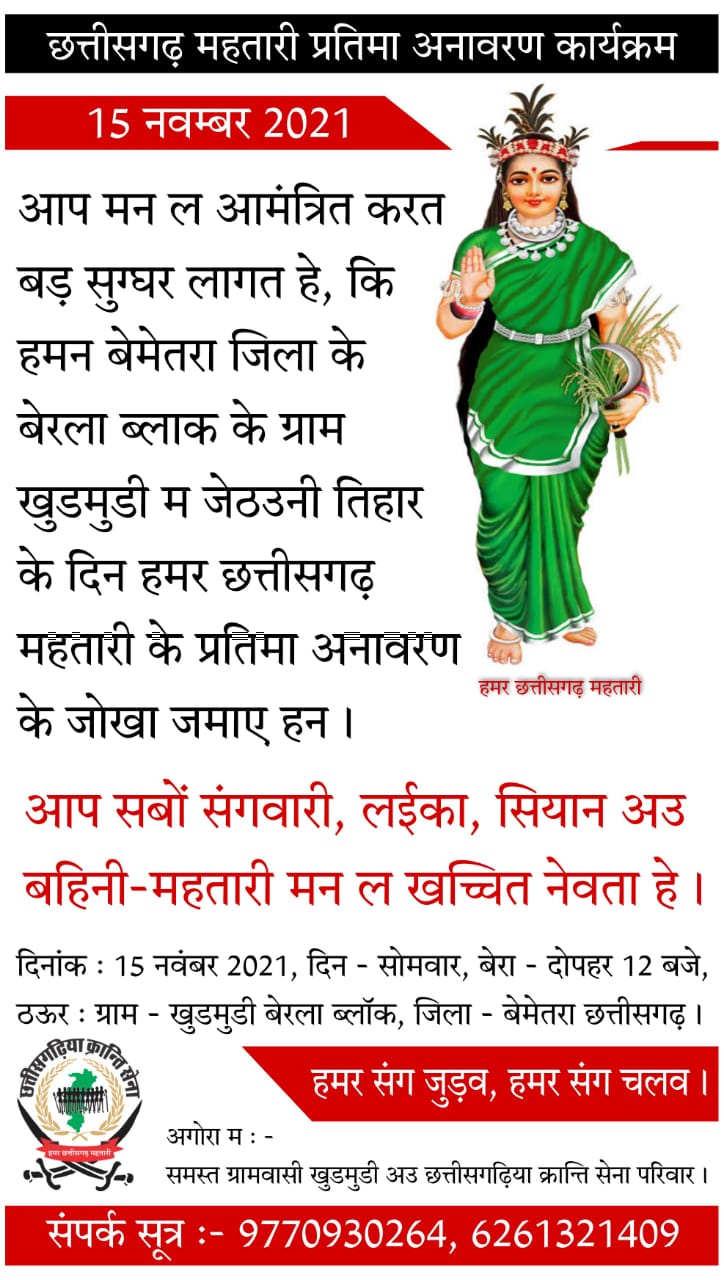 छत्तीसगढ़ महतारी प्रतिमा अनावरण कार्यक्रम
15 नवम्बर 2021
आप मन ल आमंत्रित करत
बड़ सुग्घर लागत हे, कि
हमन बेमेतरा जिला के
बेरला ब्लाक के ग्राम
खुडमुडी म जेठउनी तिहार
के दिन हमर छत्तीसगढ़
महतारी के प्रतिमा अनावरण
के जोखा जमाए हन ।
हमर छत्तीसगढ़ महतारी
आप सबों संगवारी, लईका, सियान अउ
बहिनी-महतारी मन ल खच्चित नेवता हे ।
दिनांक : 15 नवंबर 2021, दिन - सोमवार, बेरा - दोपहर 12 बजे,
ठऊर : ग्राम - खुडमुडी बेरला ब्लॉक, जिला - बेमेतरा छत्तीसगढ़ ।
छत्तीसगढ़िया क्रान्ति सेना
हमर छत्तीसगढ़ महतारी
हमर संग जुड़व, हमर संग चलव ।
अगोरा म : -
समस्त ग्रामवासी खुडमुडी अउ छत्तीसगढ़िया क्रान्ति सेना परिवार ।
संपर्क सूत्र :- 9770930264, 6261321409